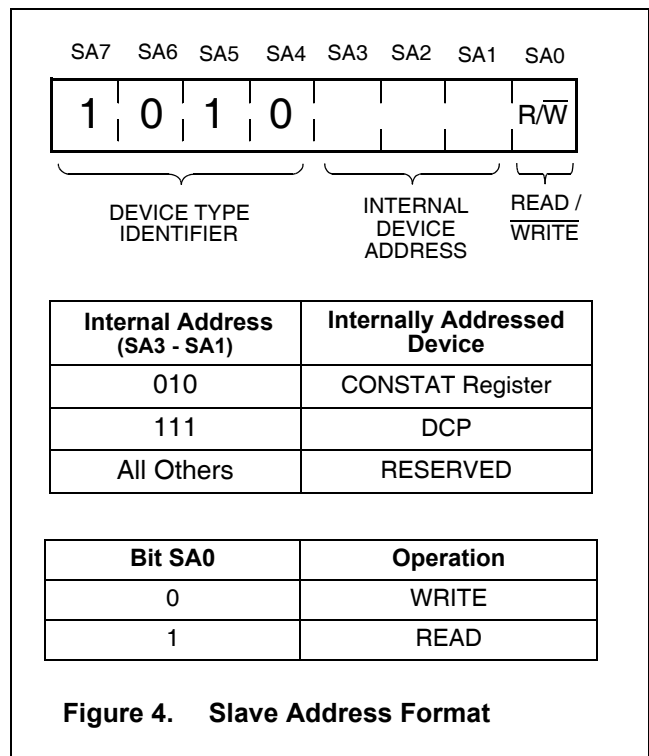 SA7 SA6 SA5 SA4 SA3 SA2 SA1 SA0
1 0 1 0 R/W̅
DEVICE TYPE
IDENTIFIER
INTERNAL
DEVICE
ADDRESS
READ /
W̅R̅I̅T̅E̅
Internal Address
(SA3 - SA1)
Internally Addressed
Device
010 CONSTAT Register
111 DCP
All Others RESERVED
Bit SA0 Operation
0 WRITE
1 READ
Figure 4. Slave Address Format